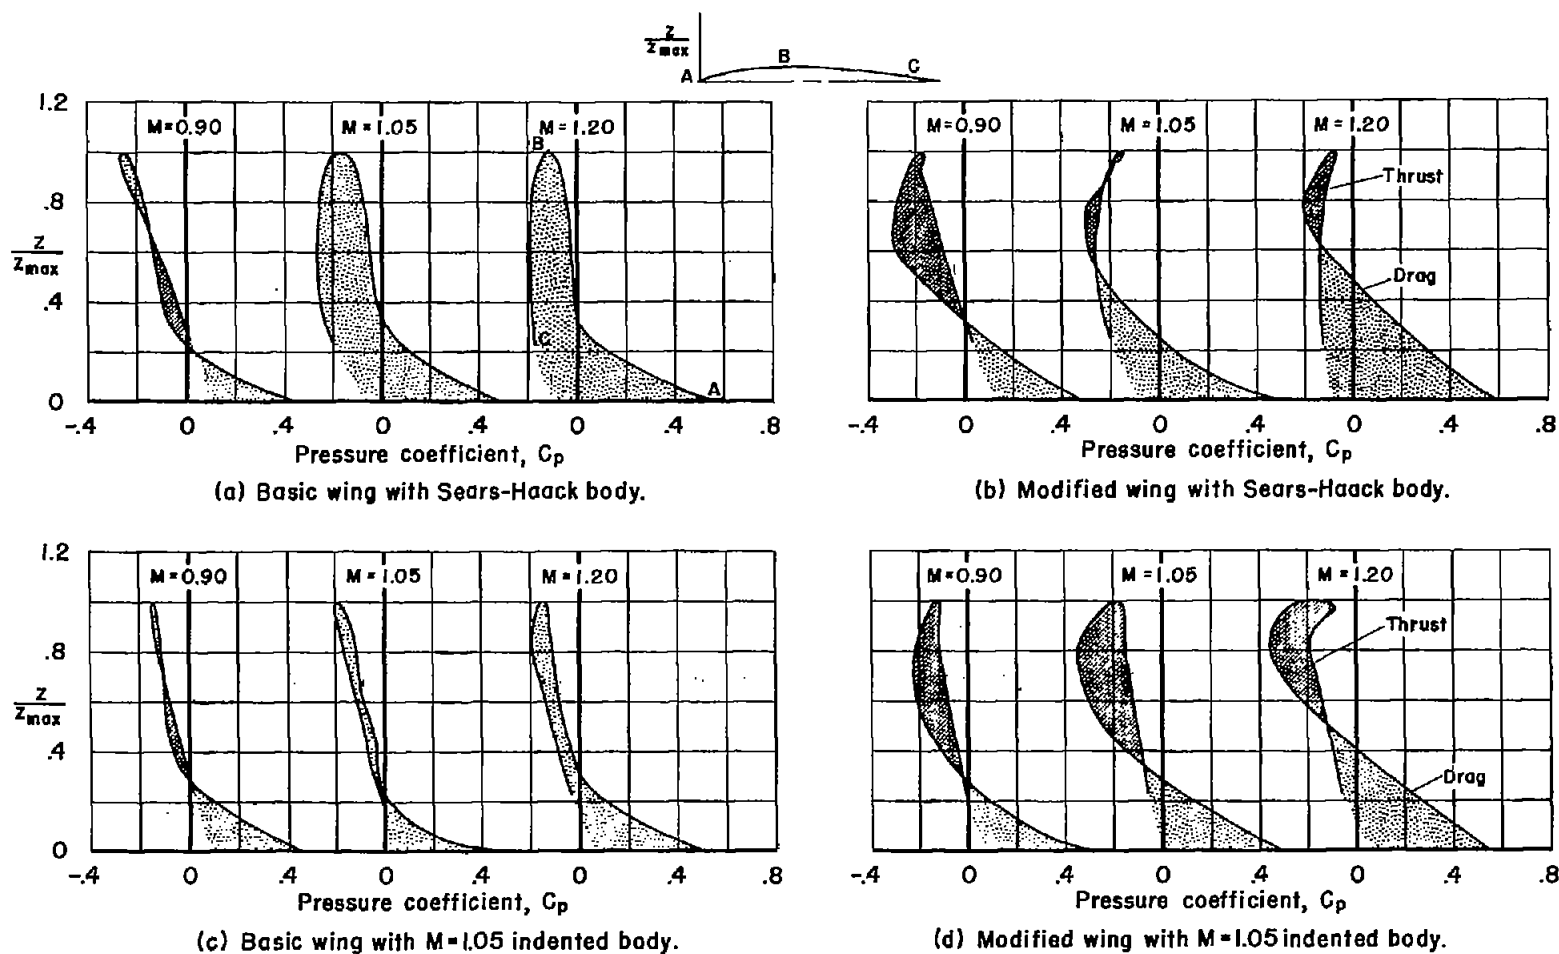 z/zmax
A B C
1.2
.8
.4
0
z/zmax
M=0.90 M=1.05 M=1.20
B
C
A
-.4 0 .4 0 .4 0 .4 .8
Pressure coefficient, Cp
(a) Basic wing with Sears-Haack body.
M=0.90 M=1.05 M=1.20
Thrust
Drag
-.4 0 .4 0 .4 0 .4 .8
Pressure coefficient, Cp
(b) Modified wing with Sears-Haack body.
1.2
.8
.4
0
z/zmax
M=0.90 M=1.05 M=1.20
-.4 0 .4 0 .4 0 .4 .8
Pressure coefficient, Cp
(c) Basic wing with M=1.05 indented body.
M=0.90 M=1.05 M=1.20
Thrust
Drag
-.4 0 .4 0 .4 0 .4 .8
Pressure coefficient, Cp
(d) Modified wing with M=1.05 indented body.